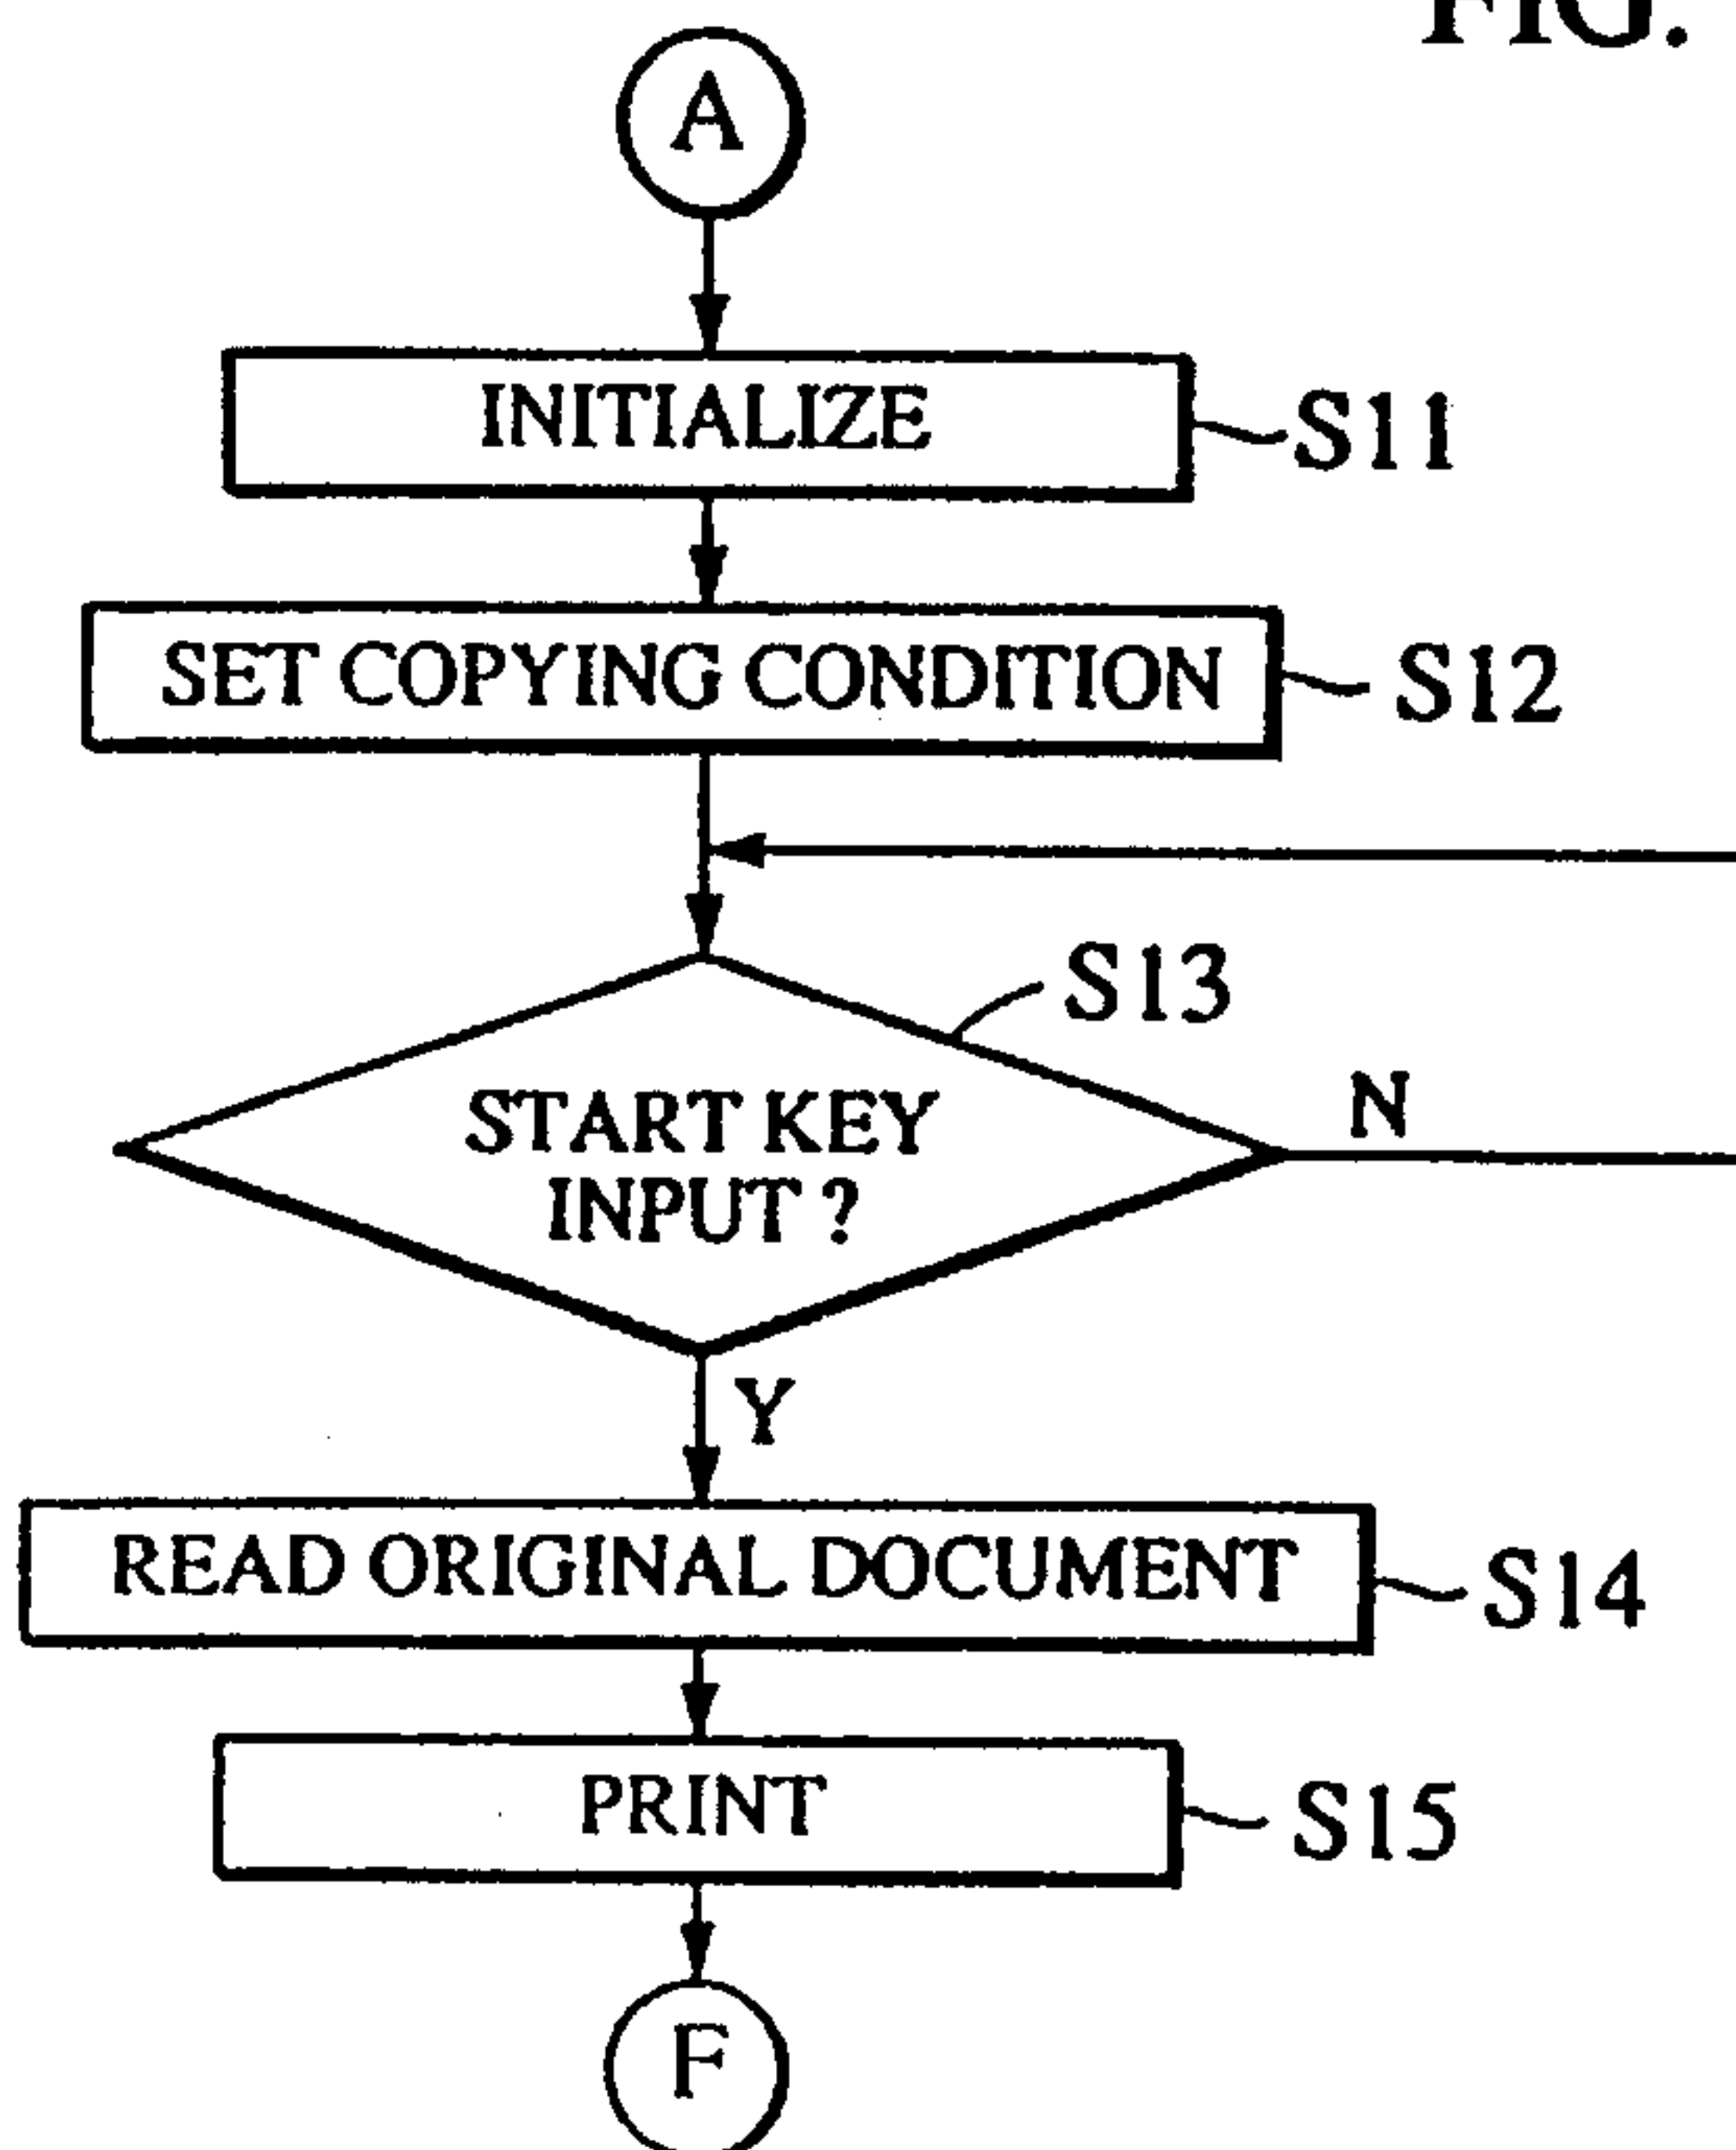 FIG.
A
INITIALIZE
S11
SET COPYING CONDITION
S12
S13
START KEY
INPUT ?
N
Y
READ ORIGINAL DOCUMENT
S14
PRINT
S15
F